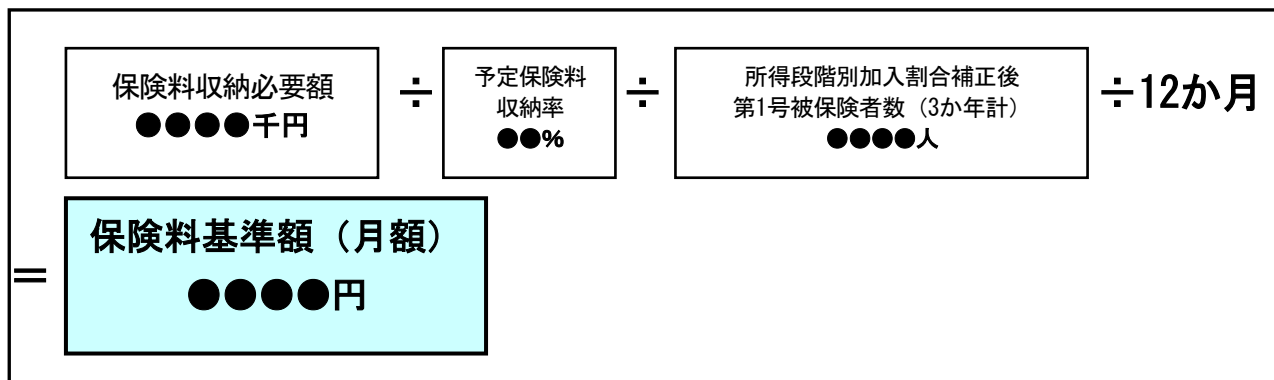 保険料収納必要額
●●●●千円
÷
予定保険料
収納率
●●%
÷
所得段階別加入割合補正後
第1号被保険者数（3か年計）
●●●●人
÷12か月
＝
保険料基準額（月額）
●●●●円